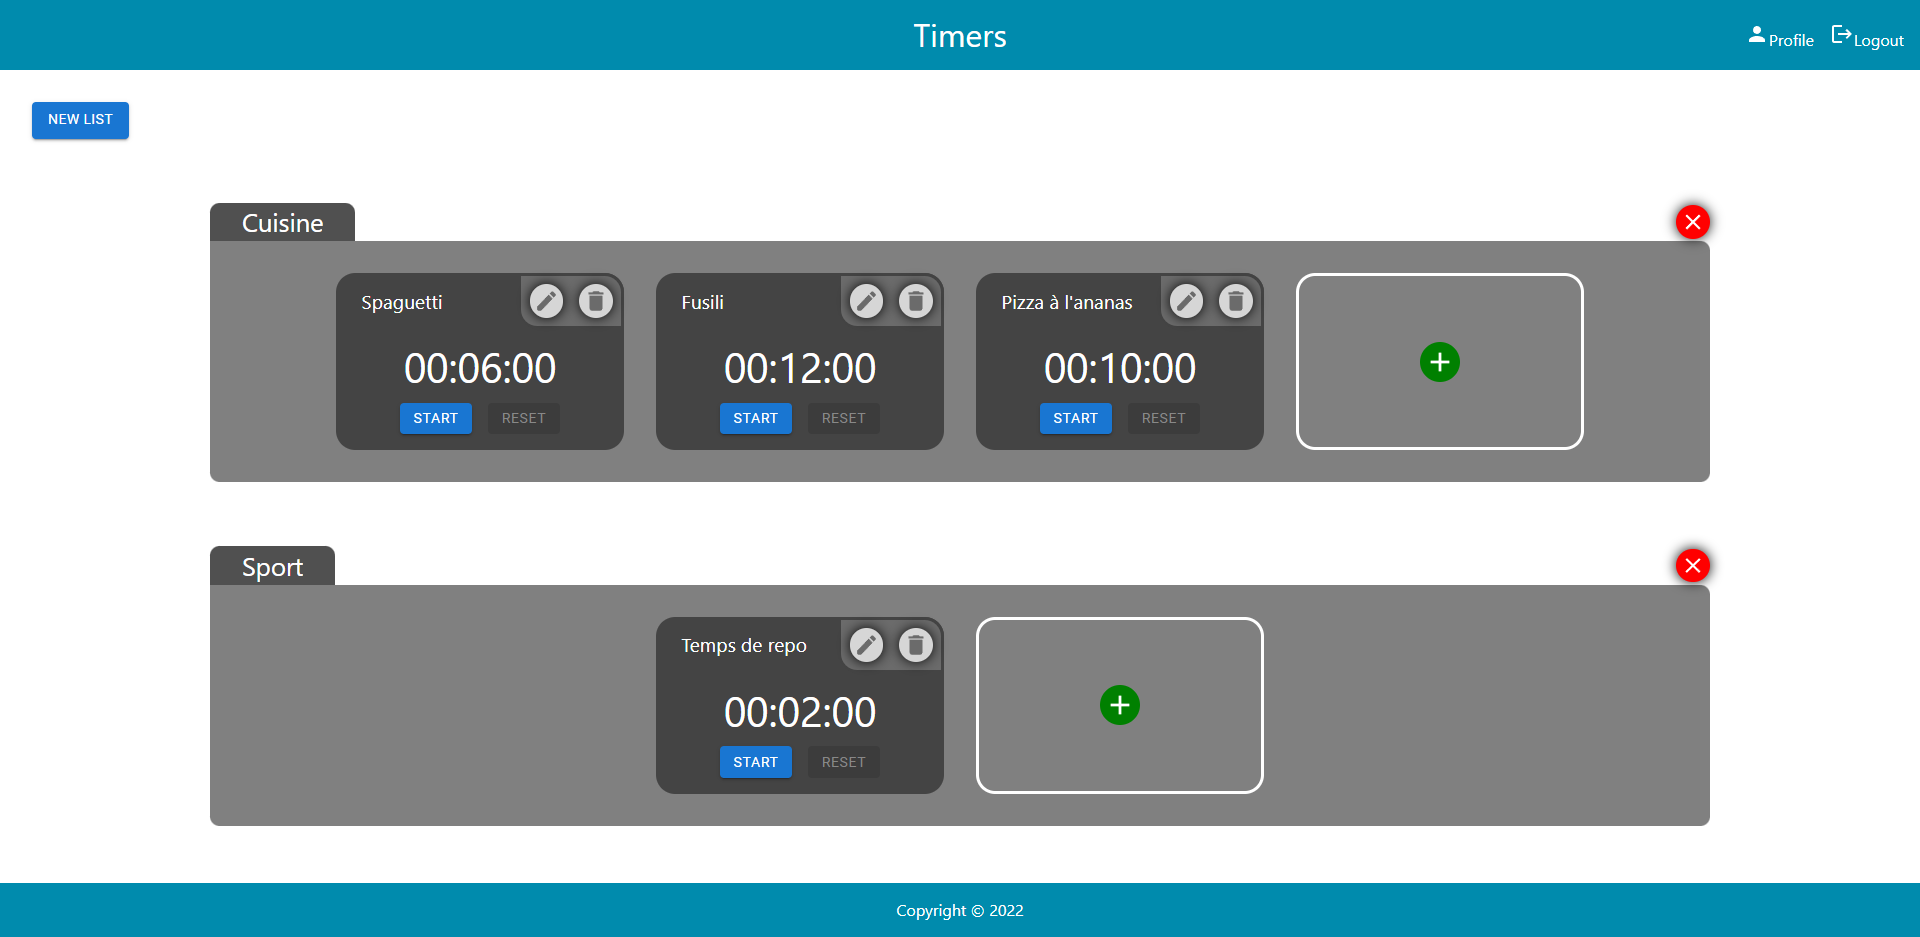 Timers
Profile
Logout
NEW LIST
Cuisine
Spaguetti
00:06:00
START
RESET
Fusili
00:12:00
START
RESET
Pizza à l'ananas
00:10:00
START
RESET
Sport
Temps de repo
00:02:00
START
RESET
Copyright © 2022